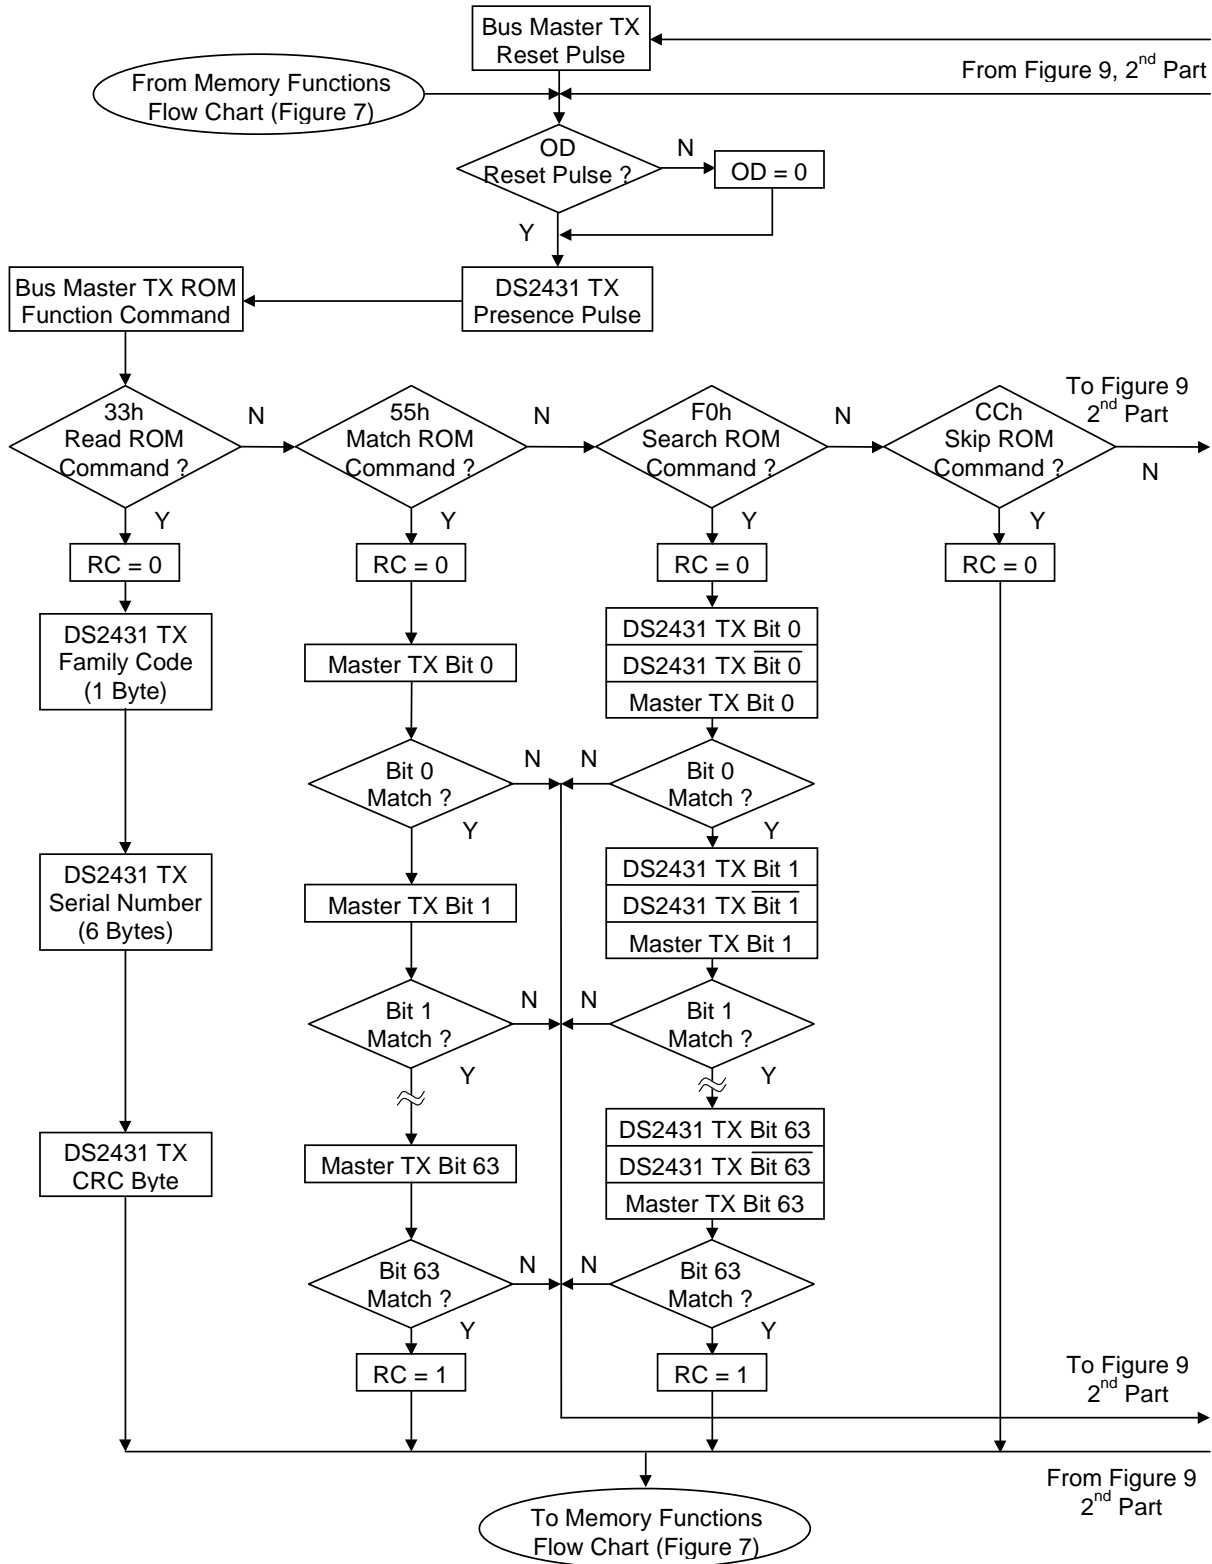 Bus Master TX
Reset Pulse
From Figure 9, 2nd Part
From Memory Functions
Flow Chart (Figure 7)
OD
Reset Pulse ?
N
OD = 0
Y
Bus Master TX ROM
Function Command
DS2431 TX
Presence Pulse
To Figure 9
2nd Part
33h
Read ROM
Command ?
N
55h
Match ROM
Command ?
N
F0h
Search ROM
Command ?
N
CCh
Skip ROM
Command ?
N
Y
Y
Y
Y
RC = 0
RC = 0
RC = 0
RC = 0
DS2431 TX
Family Code
(1 Byte)
Master TX Bit 0
DS2431 TX Bit 0
DS2431 TX B̅i̅t̅ ̅0̅
Master TX Bit 0
Bit 0
Match ?
N
N
Bit 0
Match ?
Y
Y
DS2431 TX
Serial Number
(6 Bytes)
Master TX Bit 1
DS2431 TX Bit 1
DS2431 TX B̅i̅t̅ ̅1̅
Master TX Bit 1
Bit 1
Match ?
N
N
Bit 1
Match ?
Y
Y
DS2431 TX
CRC Byte
Master TX Bit 63
DS2431 TX Bit 63
DS2431 TX B̅i̅t̅ ̅6̅3̅
Master TX Bit 63
Bit 63
Match ?
N
N
Bit 63
Match ?
Y
Y
RC = 1
RC = 1
To Figure 9
2nd Part
From Figure 9
2nd Part
To Memory Functions
Flow Chart (Figure 7)